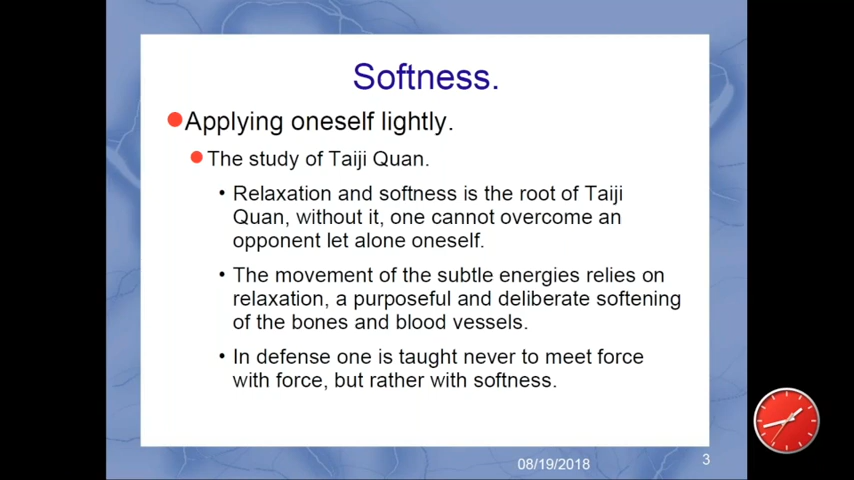 Softness.
Applying oneself lightly.
The study of Taiji Quan.
• Relaxation and softness is the root of Taiji
Quan, without it, one cannot overcome an
opponent let alone oneself.
• The movement of the subtle energies relies on
relaxation, a purposeful and deliberate softening
of the bones and blood vessels.
• In defense one is taught never to meet force
with force, but rather with softness.
08/19/2018
3